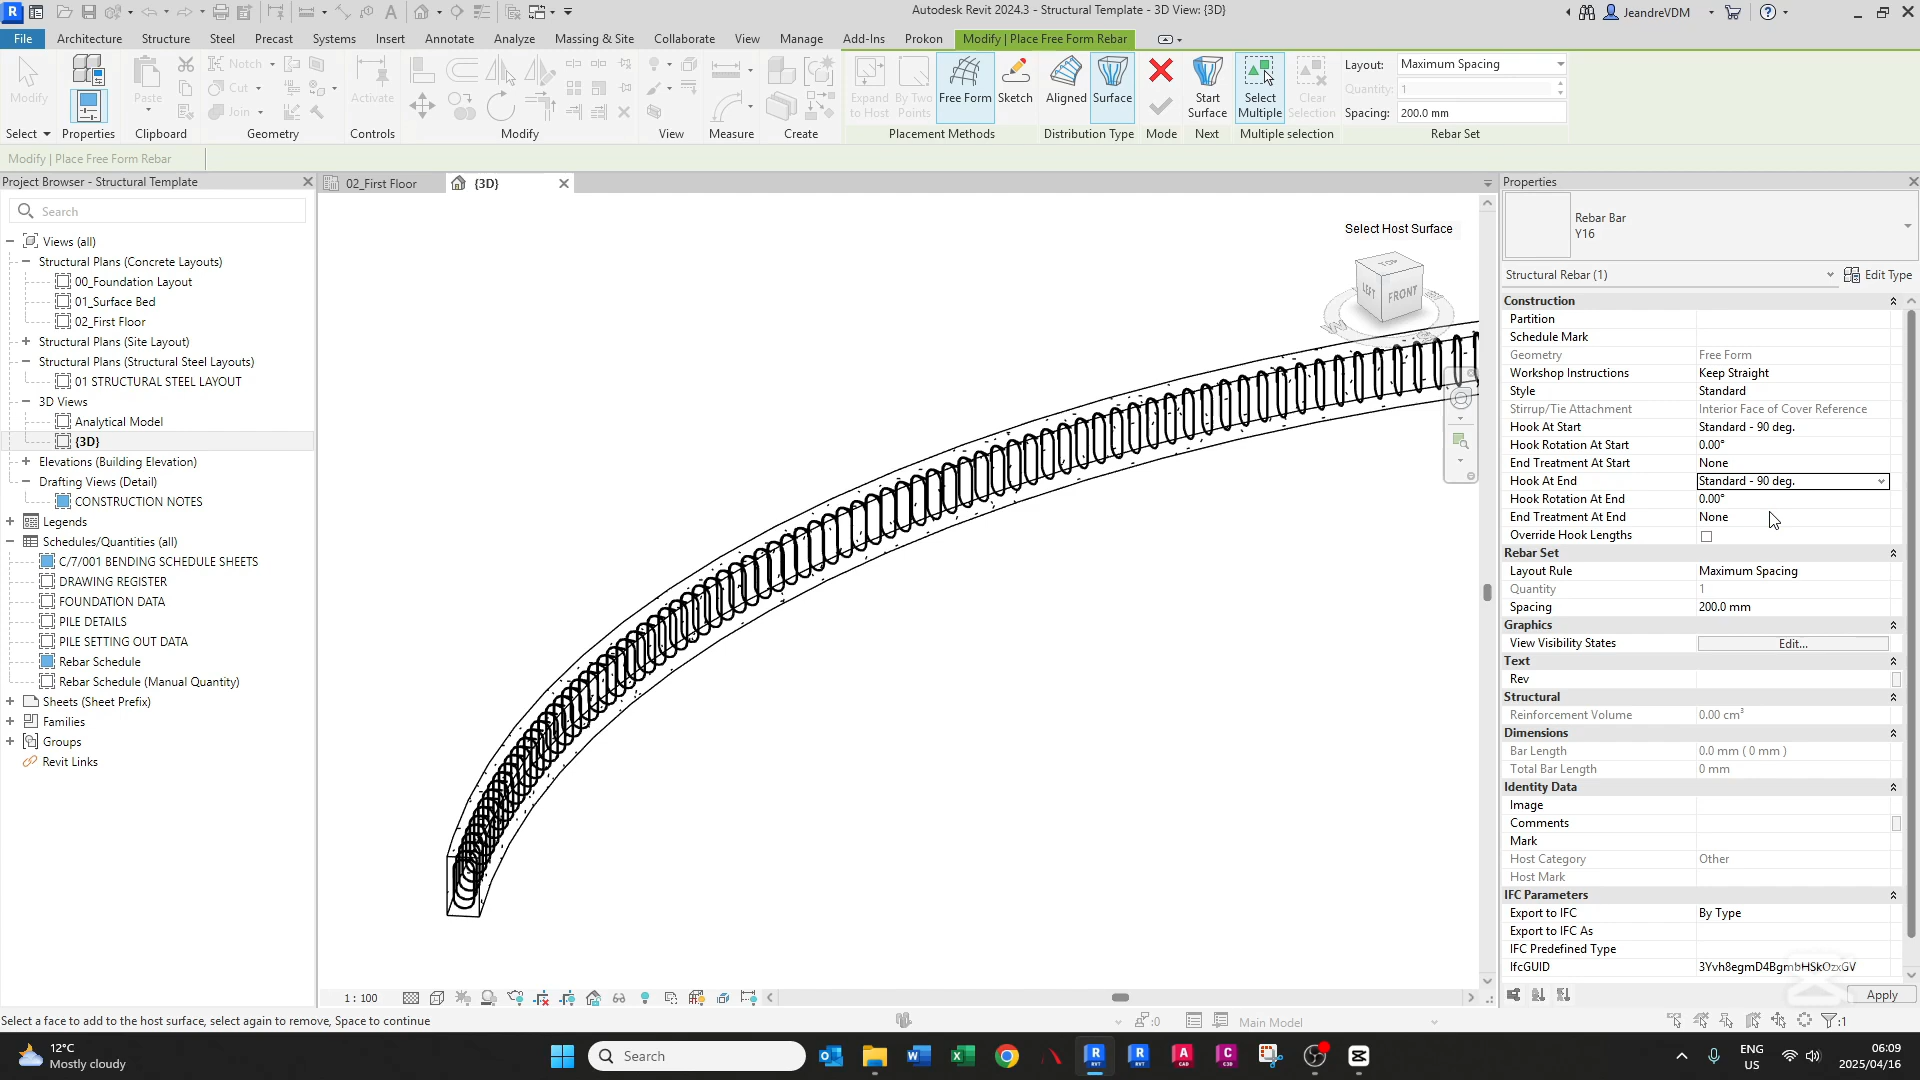 Autodesk Revit 2024.3 - Structural Template - 3D View: {3D}
JeandreVDM
File
Architecture
Structure
Steel
Precast
Systems
Insert
Annotate
Analyze
Massing & Site
Collaborate
View
Manage
Add-Ins
Prokon
Modify | Place Free Form Rebar
Modify
Paste
Notch
Cut
Join
Activate
Expand to Host
By Two Points
Free Form
Sketch
Aligned
Surface
Start Surface
Select Multiple
Clear Selection
Layout:
Maximum Spacing
Quantity:
1
Spacing:
200.0 mm
Select
Properties
Clipboard
Geometry
Controls
Modify
View
Measure
Create
Placement Methods
Distribution Type
Mode
Next
Multiple selection
Rebar Set
Modify | Place Free Form Rebar
Project Browser - Structural Template
Search
Views (all)
Structural Plans (Concrete Layouts)
00_Foundation Layout
01_Surface Bed
02_First Floor
Structural Plans (Site Layout)
Structural Plans (Structural Steel Layouts)
01 STRUCTURAL STEEL LAYOUT
3D Views
Analytical Model
{3D}
Elevations (Building Elevation)
Drafting Views (Detail)
CONSTRUCTION NOTES
Legends
Schedules/Quantities (all)
C/7/001 BENDING SCHEDULE SHEETS
DRAWING REGISTER
FOUNDATION DATA
PILE DETAILS
PILE SETTING OUT DATA
Rebar Schedule
Rebar Schedule (Manual Quantity)
Sheets (Sheet Prefix)
Families
Groups
Revit Links
02_First Floor
{3D}
Select Host Surface
TOP
LEFT
FRONT
1 : 100
Properties
Rebar Bar
Y16
Structural Rebar (1)
Edit Type
Construction
Partition
Schedule Mark
Geometry Free Form
Workshop Instructions Keep Straight
Style Standard
Stirrup/Tie Attachment Interior Face of Cover Reference
Hook At Start Standard - 90 deg.
Hook Rotation At Start 0.00°
End Treatment At Start None
Hook At End Standard - 90 deg.
Hook Rotation At End 0.00°
End Treatment At End None
Override Hook Lengths
Rebar Set
Layout Rule Maximum Spacing
Quantity 1
Spacing 200.0 mm
Graphics
View Visibility States Edit...
Text
Rev
Structural
Reinforcement Volume 0.00 cm³
Dimensions
Bar Length 0.0 mm ( 0 mm )
Total Bar Length 0 mm
Identity Data
Image
Comments
Mark
Host Category Other
Host Mark
IFC Parameters
Export to IFC By Type
Export to IFC As
IFC Predefined Type
IfcGUID 3Yvh8egmD4BgmbHSkOzxGV
Apply
Select a face to add to the host surface, select again to remove, Space to continue
:0
Main Model
:1
12°C
Mostly cloudy
Search
ENG
US
06:09
2025/04/16